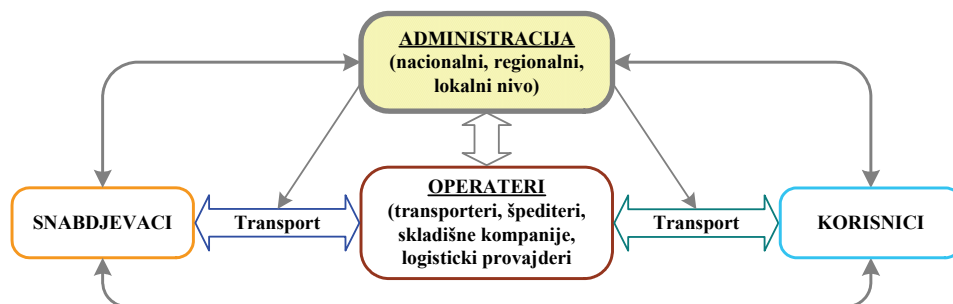 ADMINISTRACIJA
(nacionalni, regionalni,
lokalni nivo)
SNABDJEVACI
Transport
OPERATERI
(transporteri, špediteri,
skladišne kompanije,
logisticki provajderi
Transport
KORISNICI